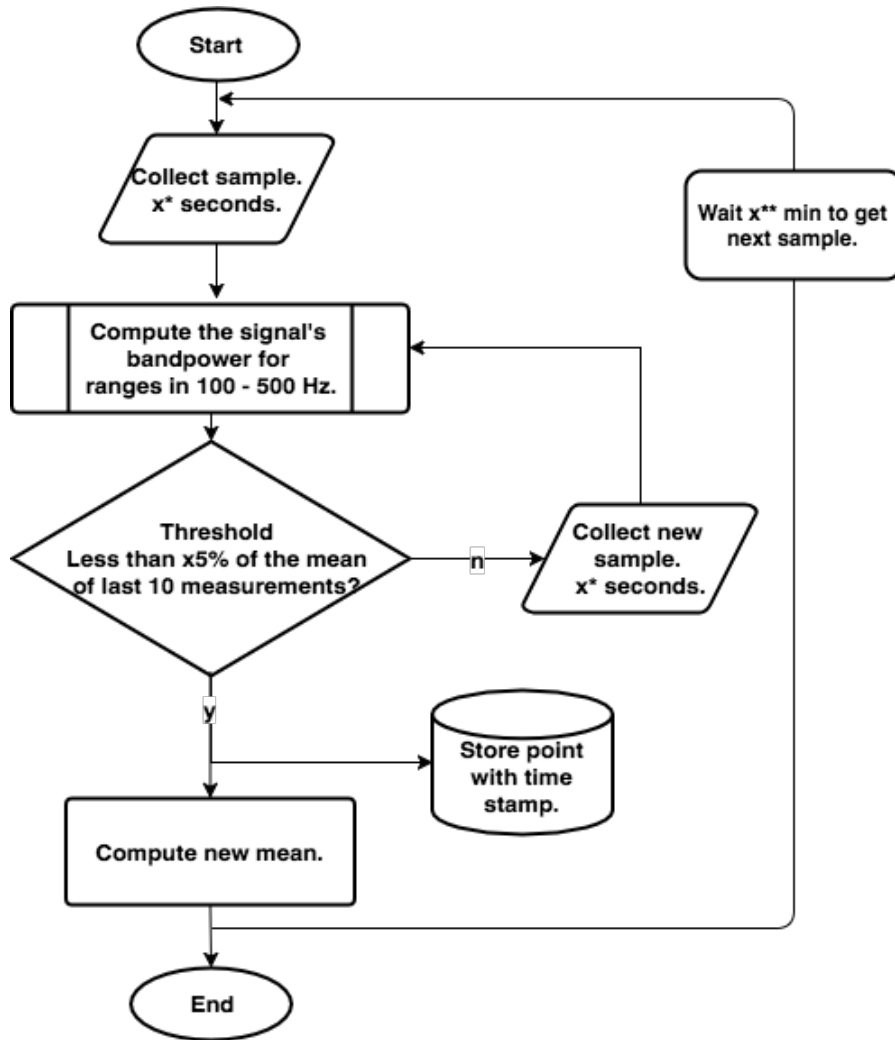 Start
Collect sample.
x* seconds.
Wait x** min to get
next sample.
Compute the signal's
bandpower for
ranges in 100 - 500 Hz.
Threshold
Less than x5% of the mean
of last 10 measurements?
n
Collect new
sample.
x* seconds.
y
Store point
with time
stamp.
Compute new mean.
End